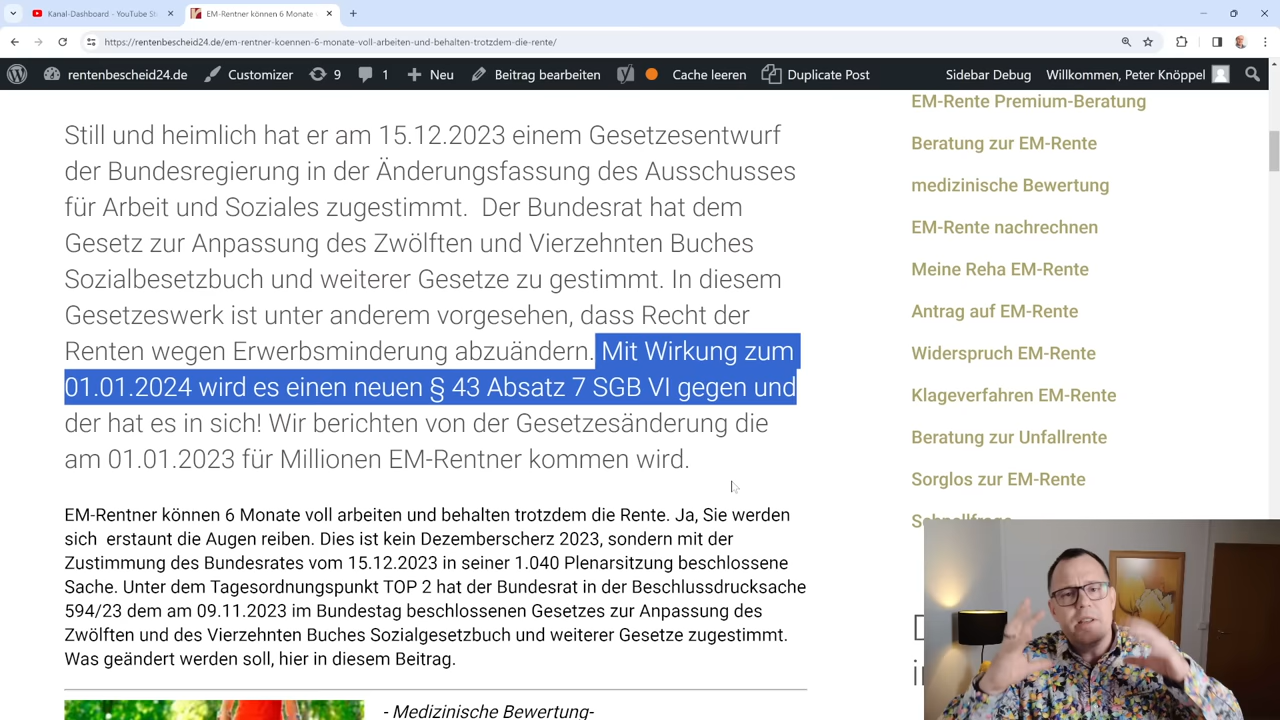 Kanal-Dashboard - YouTube St
EM-Rentner können 6 Monate
https://rentenbescheid24.de/em-rentner-koennen-6-monate-voll-arbeiten-und-behalten-trotzdem-die-rente/
rentenbescheid24.de Customizer 9 1 Neu Beitrag bearbeiten Cache leeren Duplicate Post Sidebar Debug Willkommen, Peter Knöppel
Still und heimlich hat er am 15.12.2023 einem Gesetzesentwurf
der Bundesregierung in der Änderungsfassung des Ausschusses
für Arbeit und Soziales zugestimmt. Der Bundesrat hat dem
Gesetz zur Anpassung des Zwölften und Vierzehnten Buches
Sozialbesetzbuch und weiterer Gesetze zu gestimmt. In diesem
Gesetzeswerk ist unter anderem vorgesehen, dass Recht der
Renten wegen Erwerbsminderung abzuändern. Mit Wirkung zum
01.01.2024 wird es einen neuen § 43 Absatz 7 SGB VI gegen und
der hat es in sich! Wir berichten von der Gesetzesänderung die
am 01.01.2023 für Millionen EM-Rentner kommen wird.
EM-Rentner können 6 Monate voll arbeiten und behalten trotzdem die Rente. Ja, Sie werden
sich erstaunt die Augen reiben. Dies ist kein Dezemberscherz 2023, sondern mit der
Zustimmung des Bundesrates vom 15.12.2023 in seiner 1.040 Plenarsitzung beschlossene
Sache. Unter dem Tagesordnungspunkt TOP 2 hat der Bundesrat in der Beschlussdrucksache
594/23 dem am 09.11.2023 im Bundestag beschlossenen Gesetzes zur Anpassung des
Zwölften und des Vierzehnten Buches Sozialgesetzbuch und weiterer Gesetze zugestimmt.
Was geändert werden soll, hier in diesem Beitrag.
- Medizinische Bewertung-
EM-Rente Premium-Beratung
Beratung zur EM-Rente
medizinische Bewertung
EM-Rente nachrechnen
Meine Reha EM-Rente
Antrag auf EM-Rente
Widerspruch EM-Rente
Klageverfahren EM-Rente
Beratung zur Unfallrente
Sorglos zur EM-Rente